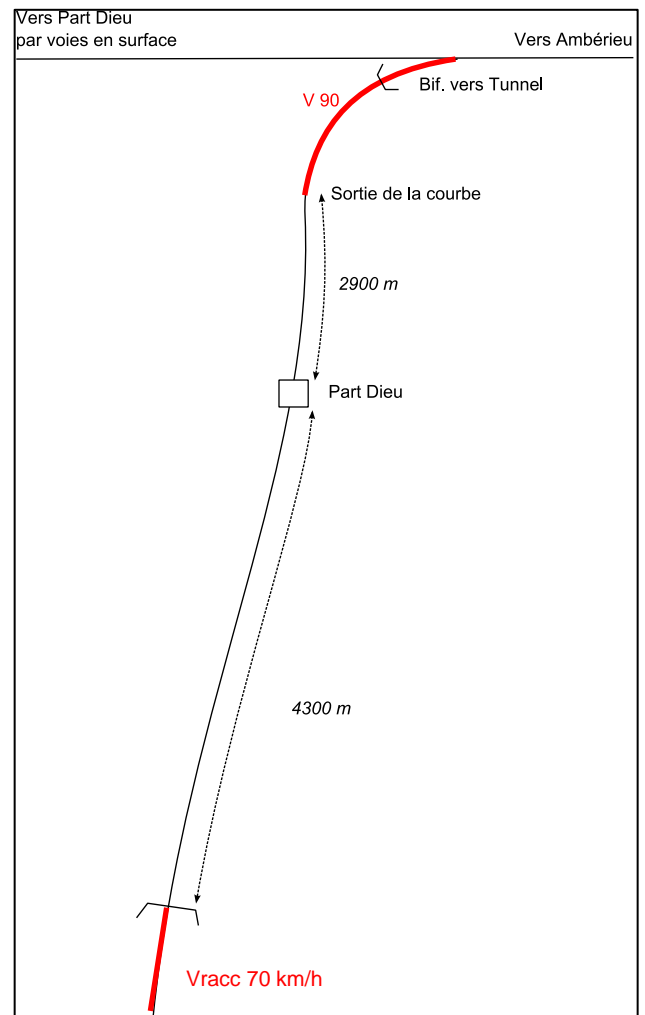 Vers Part Dieu
par voies en surface
Vers Ambérieu
Bif. vers Tunnel
V 90
Sortie de la courbe
2900 m
Part Dieu
4300 m
Vracc 70 km/h